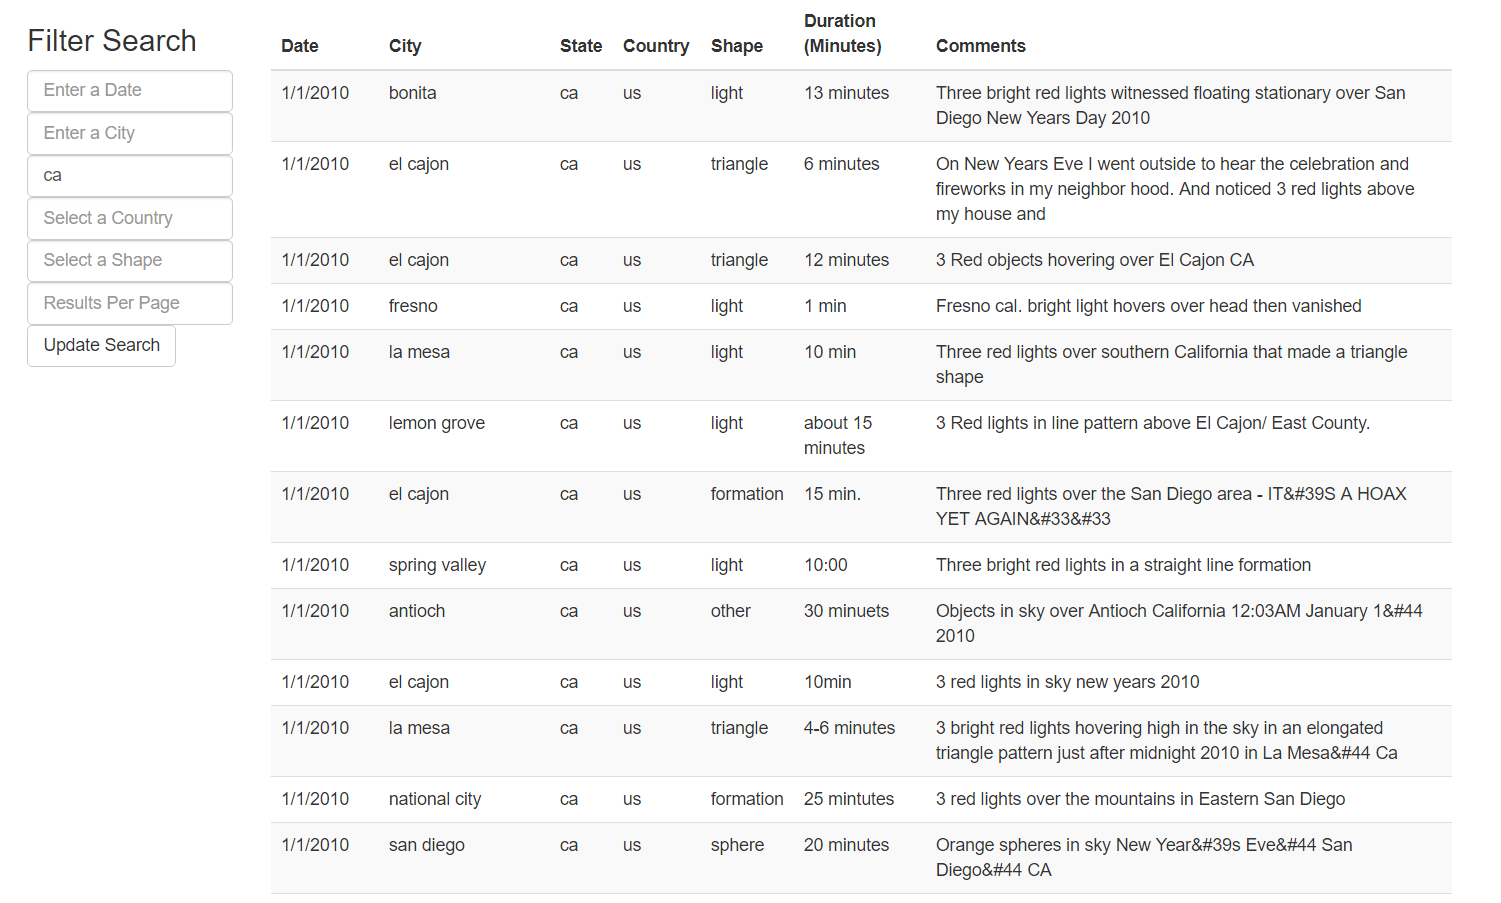 Filter Search
Enter a Date
Enter a City
ca
Select a Country
Select a Shape
Results Per Page
Update Search
Date City State Country Shape Duration (Minutes) Comments
1/1/2010 bonita ca us light 13 minutes Three bright red lights witnessed floating stationary over San
Diego New Years Day 2010
1/1/2010 el cajon ca us triangle 6 minutes On New Years Eve I went outside to hear the celebration and
fireworks in my neighbor hood. And noticed 3 red lights above
my house and
1/1/2010 el cajon ca us triangle 12 minutes 3 Red objects hovering over El Cajon CA
1/1/2010 fresno ca us light 1 min Fresno cal. bright light hovers over head then vanished
1/1/2010 la mesa ca us light 10 min Three red lights over southern California that made a triangle
shape
1/1/2010 lemon grove ca us light about 15 minutes 3 Red lights in line pattern above El Cajon/ East County.
1/1/2010 el cajon ca us formation 15 min. Three red lights over the San Diego area - IT&#39S A HOAX
YET AGAIN&#33&#33
1/1/2010 spring valley ca us light 10:00 Three bright red lights in a straight line formation
1/1/2010 antioch ca us other 30 minuets Objects in sky over Antioch California 12:03AM January 1&#44
2010
1/1/2010 el cajon ca us light 10min 3 red lights in sky new years 2010
1/1/2010 la mesa ca us triangle 4-6 minutes 3 bright red lights hovering high in the sky in an elongated
triangle pattern just after midnight 2010 in La Mesa&#44 Ca
1/1/2010 national city ca us formation 25 mintutes 3 red lights over the mountains in Eastern San Diego
1/1/2010 san diego ca us sphere 20 minutes Orange spheres in sky New Year&#39s Eve&#44 San
Diego&#44 CA